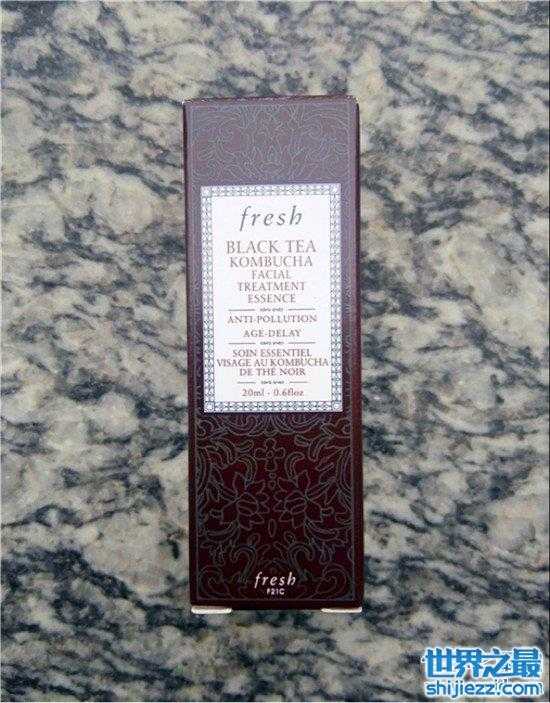 fresh
BLACK TEA
KOMBUCHA
FACIAL
TREATMENT
ESSENCE
ANTI-POLLUTION
AGE-DELAY
SOIN ESSENTIEL
VISAGE AU KOMBUCHA
DE THÉ NOIR
20ml - 0.6floz
fresh
F21C
世界之最
shijiezz.com